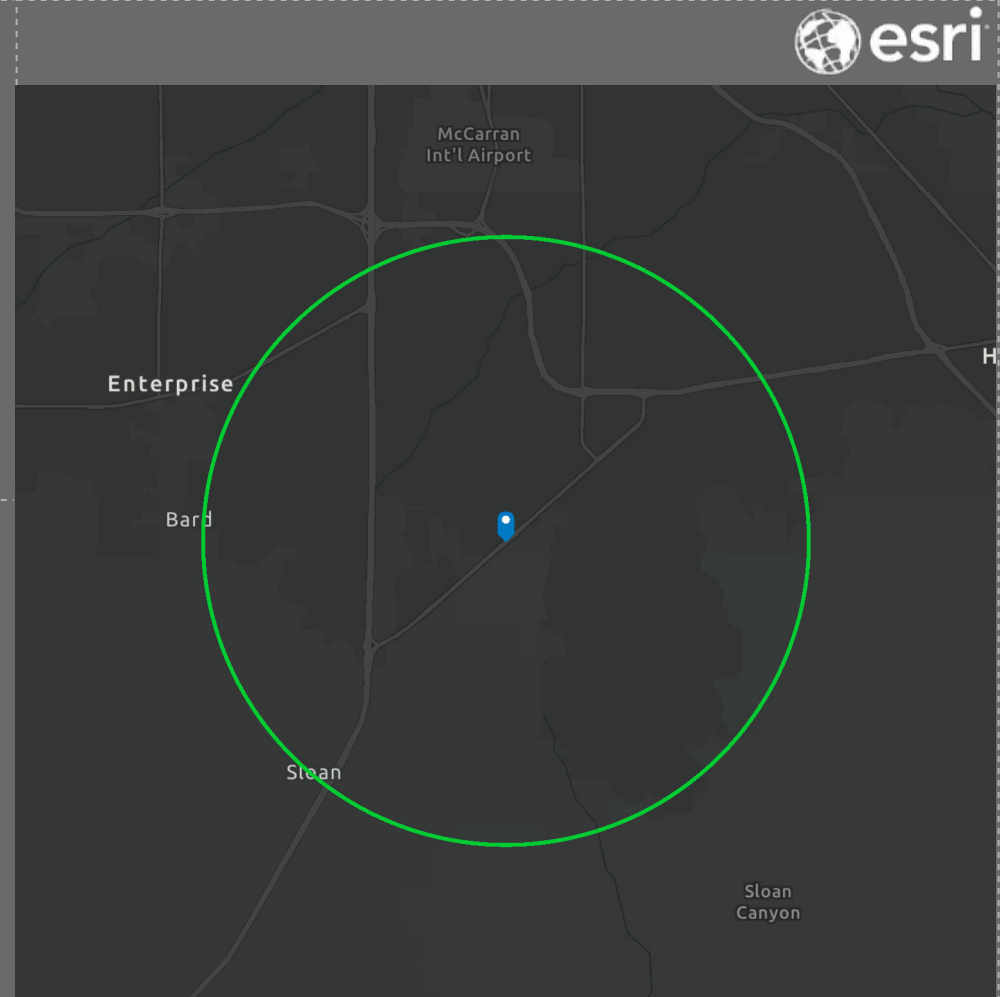 esri
McCarran
Int'l Airport
H
Enterprise
Bard
Sloan
Sloan
Canyon